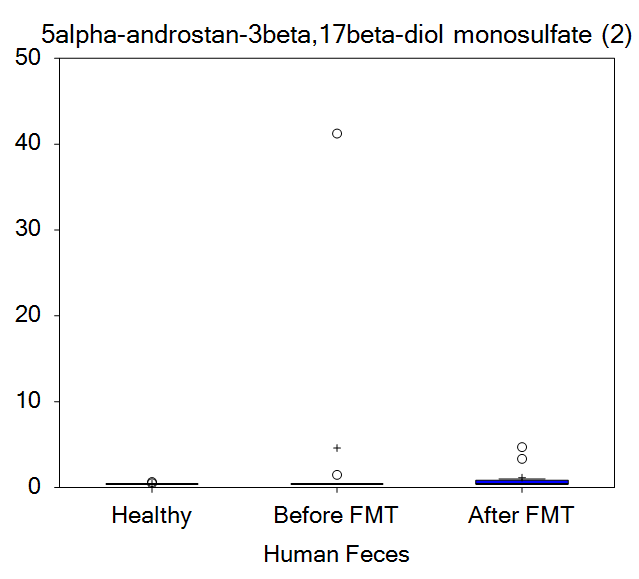 5alpha-androstan-3beta,17beta-diol monosulfate (2)
50
40
30
20
10
0
Healthy Before FMT After FMT
Human Feces